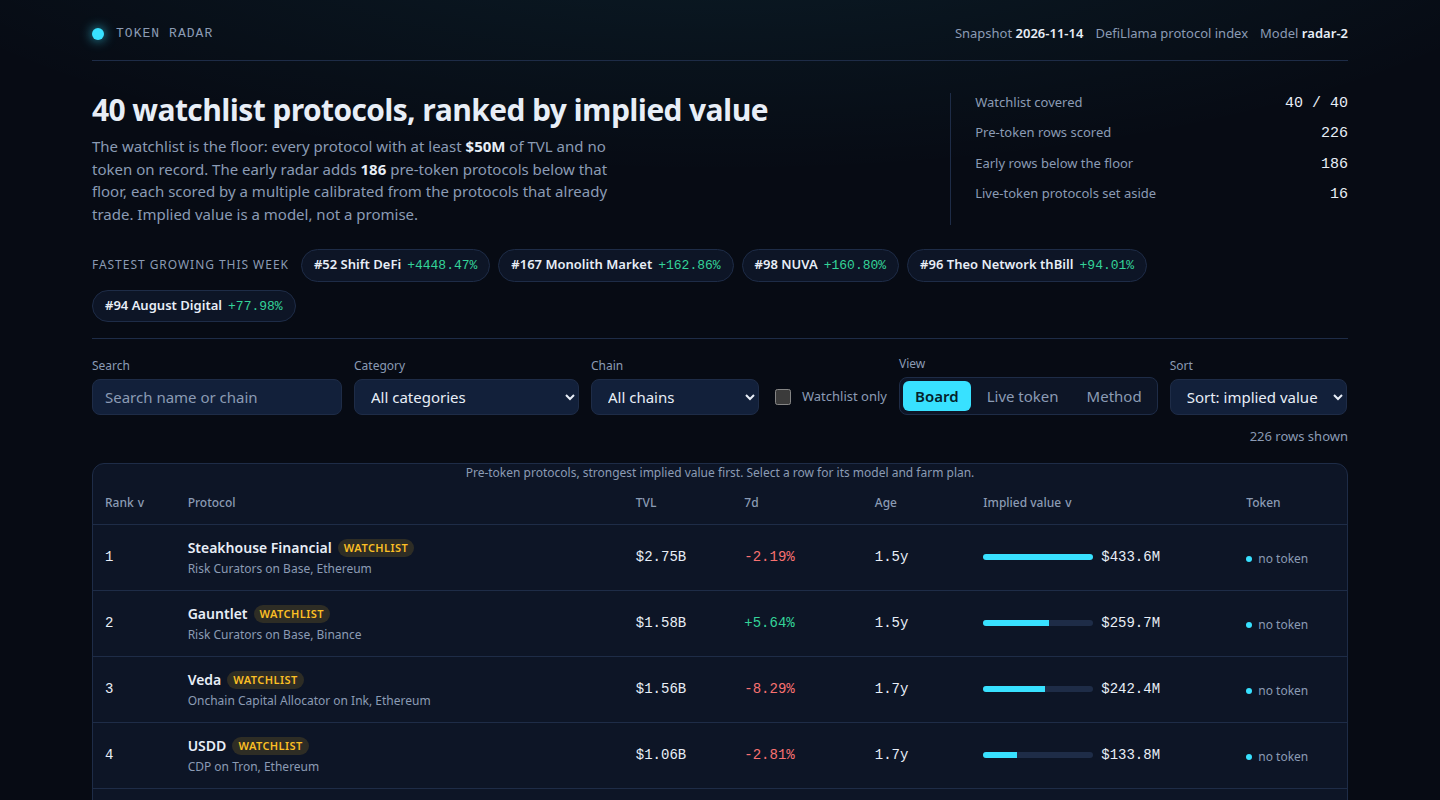 TOKEN RADAR
Snapshot 2026-11-14 DefiLlama protocol index Model radar-2
40 watchlist protocols, ranked by implied value
The watchlist is the floor: every protocol with at least $50M of TVL and no
token on record. The early radar adds 186 pre-token protocols below that
floor, each scored by a multiple calibrated from the protocols that already
trade. Implied value is a model, not a promise.
Watchlist covered 40 / 40
Pre-token rows scored 226
Early rows below the floor 186
Live-token protocols set aside 16
FASTEST GROWING THIS WEEK #52 Shift DeFi +4448.47% #167 Monolith Market +162.86% #98 NUVA +160.80% #96 Theo Network thBill +94.01%
#94 August Digital +77.98%
Search Category Chain View Sort
Search name or chain All categories All chains Watchlist only Board Live token Method Sort: implied value
226 rows shown
Pre-token protocols, strongest implied value first. Select a row for its model and farm plan.
Rank v Protocol TVL 7d Age Implied value v Token
1 Steakhouse Financial WATCHLIST $2.75B -2.19% 1.5y $433.6M no token
Risk Curators on Base, Ethereum
2 Gauntlet WATCHLIST $1.58B +5.64% 1.5y $259.7M no token
Risk Curators on Base, Binance
3 Veda WATCHLIST $1.56B -8.29% 1.7y $242.4M no token
Onchain Capital Allocator on Ink, Ethereum
4 USDD WATCHLIST $1.06B -2.81% 1.7y $133.8M no token
CDP on Tron, Ethereum